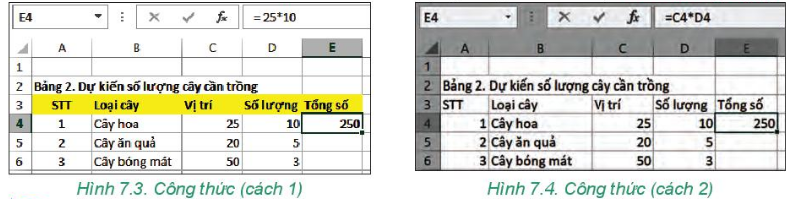 E4 fx = 25*10
A B C D E
1
2 Bảng 2. Dự kiến số lượng cây cần trồng
3 STT Loại cây Vị trí Số lượng Tổng số
4 1 Cây hoa 25 10 250
5 2 Cây ăn quả 20 5
6 3 Cây bóng mát 50 3
Hình 7.3. Công thức (cách 1)
E4 fx =C4*D4
A B C D E
1
2 Bảng 2. Dự kiến số lượng cây cần trồng
3 STT Loại cây Vị trí Số lượng Tổng số
4 1 Cây hoa 25 10 250
5 2 Cây ăn quả 20 5
6 3 Cây bóng mát 50 3
Hình 7.4. Công thức (cách 2)